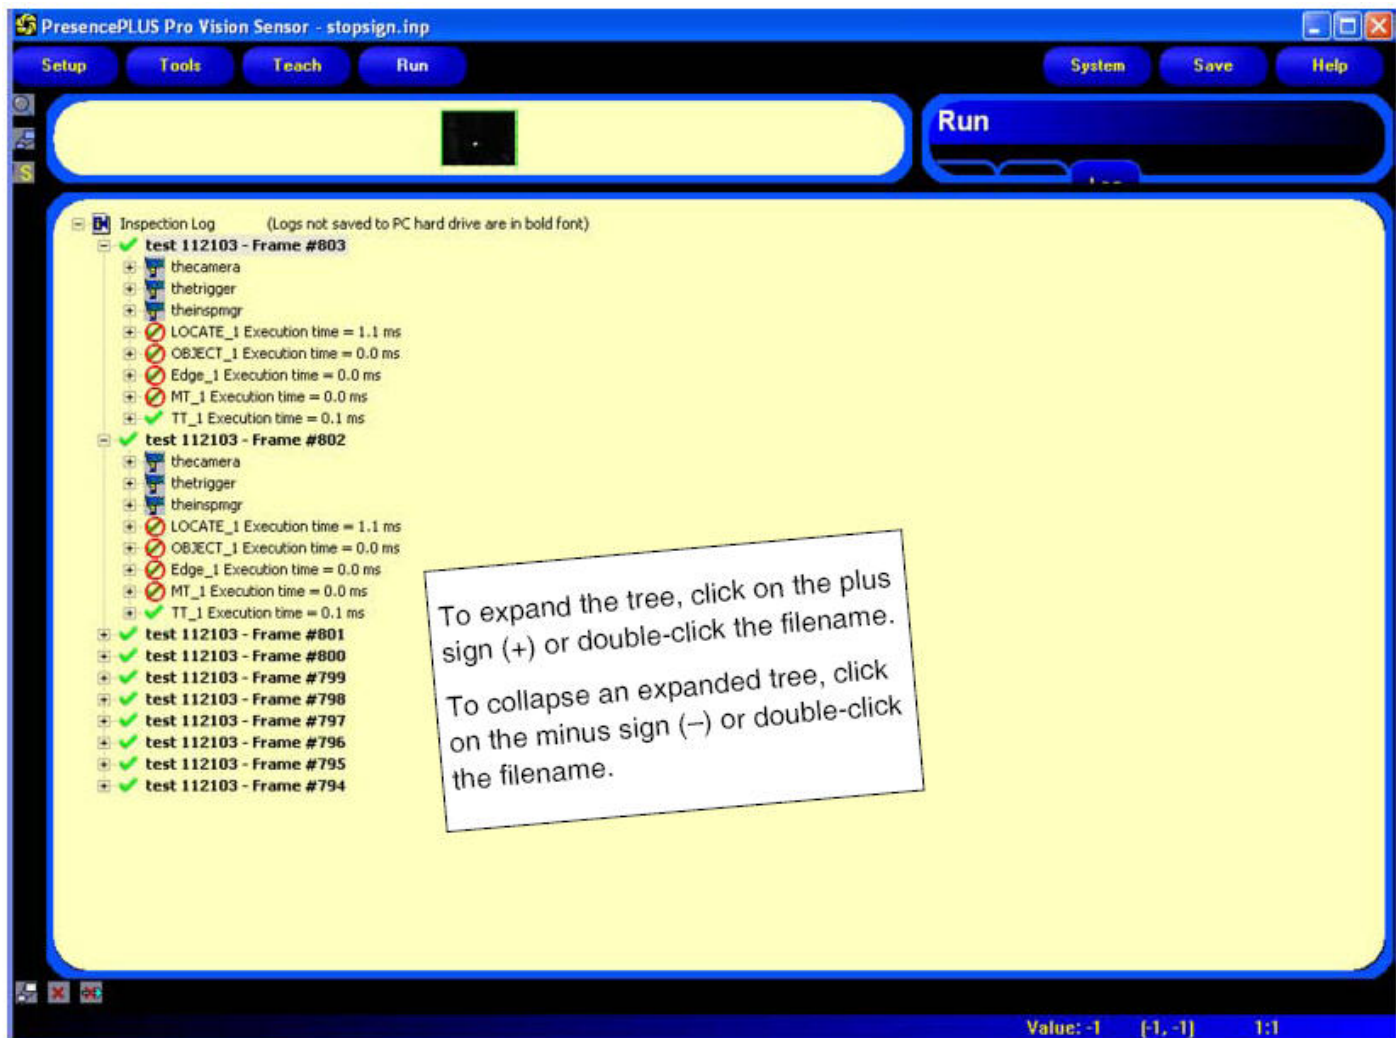 PresencePLUS Pro Vision Sensor - stopsign.inp
Setup Tools Teach Run System Save Help
Run
S
Inspection Log (Logs not saved to PC hard drive are in bold font)
test 112103 - Frame #803
thecamera
thetrigger
theinspmgr
LOCATE_1 Execution time = 1.1 ms
OBJECT_1 Execution time = 0.0 ms
Edge_1 Execution time = 0.0 ms
MT_1 Execution time = 0.0 ms
TT_1 Execution time = 0.1 ms
test 112103 - Frame #802
thecamera
thetrigger
theinspmgr
LOCATE_1 Execution time = 1.1 ms
OBJECT_1 Execution time = 0.0 ms
Edge_1 Execution time = 0.0 ms
MT_1 Execution time = 0.0 ms
TT_1 Execution time = 0.1 ms
test 112103 - Frame #801
test 112103 - Frame #800
test 112103 - Frame #799
test 112103 - Frame #798
test 112103 - Frame #797
test 112103 - Frame #796
test 112103 - Frame #795
test 112103 - Frame #794
To expand the tree, click on the plus
sign (+) or double-click the filename.
To collapse an expanded tree, click
on the minus sign (–) or double-click
the filename.
Value: -1 (-1, -1) 1:1